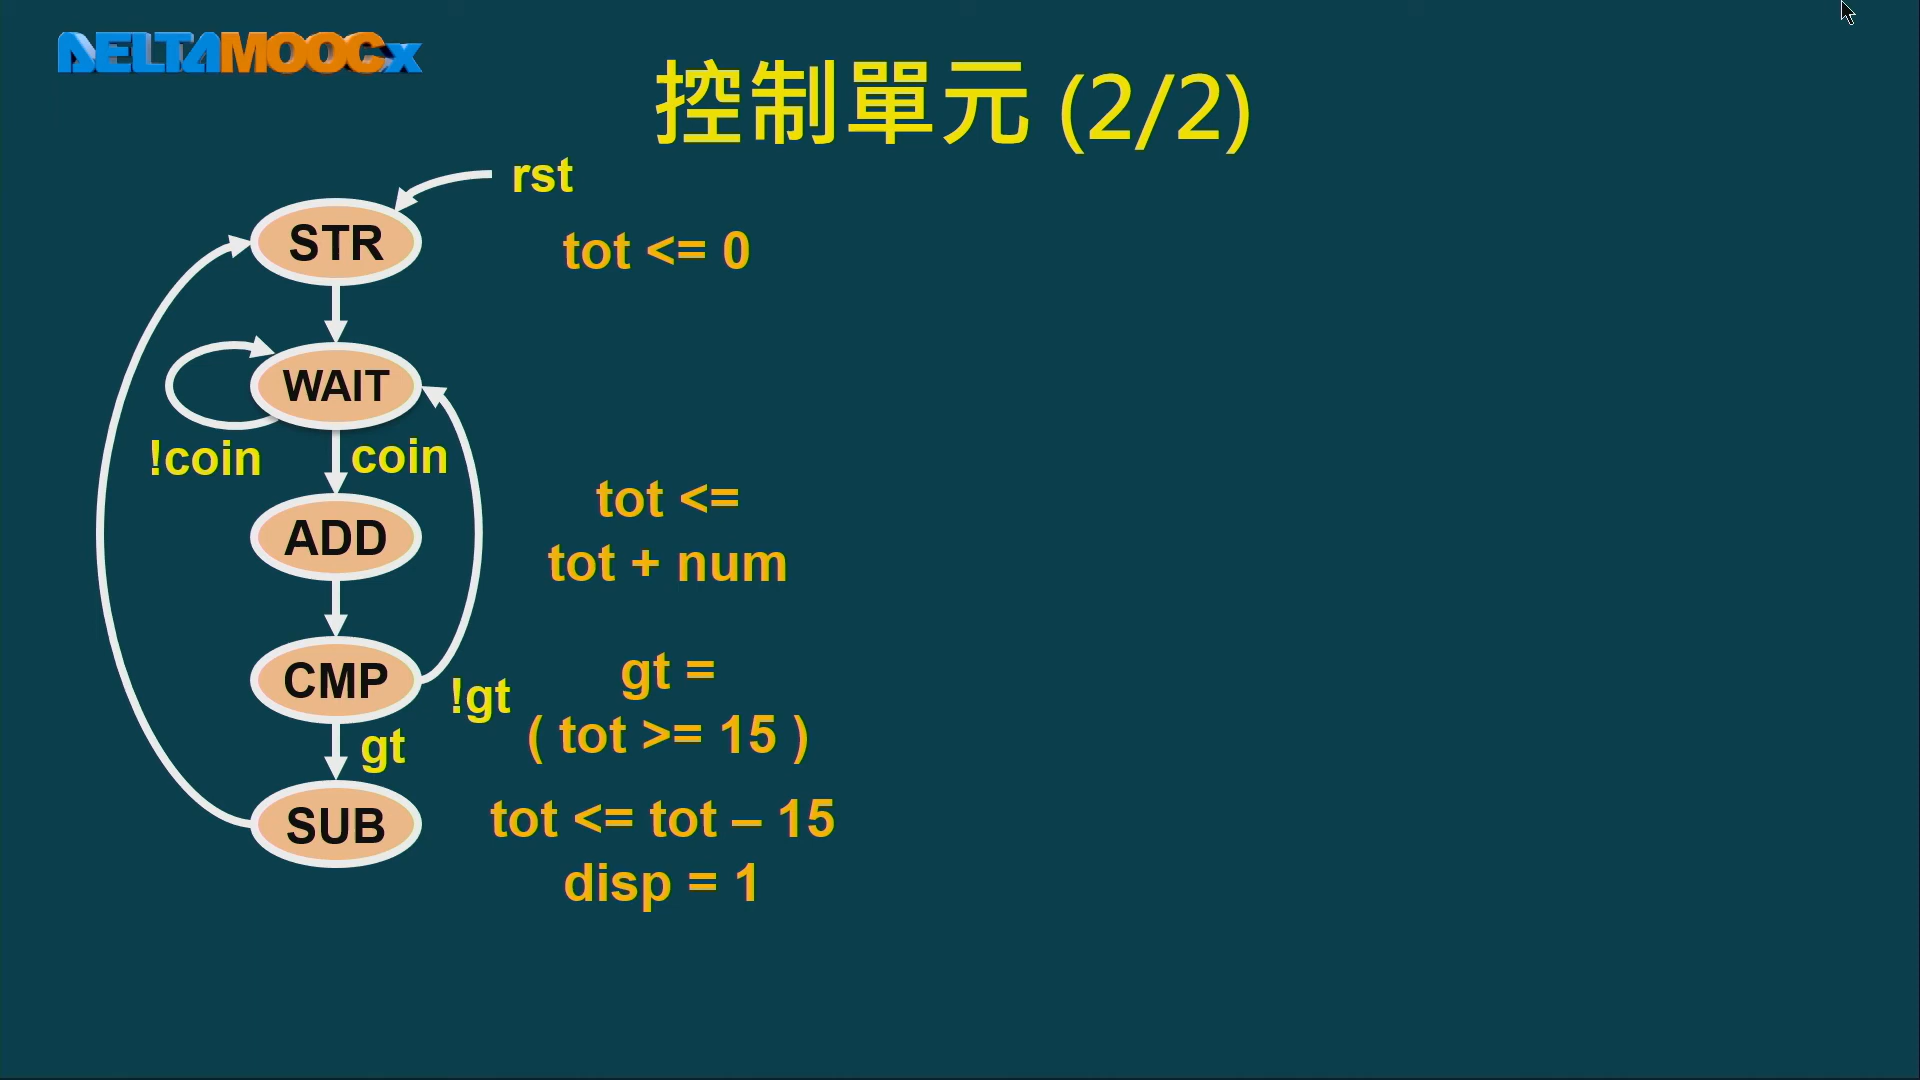 DELTAMOOCx
控制單元 (2/2)
rst
STR
tot <= 0
WAIT
!coin
coin
tot <=
ADD
tot + num
gt =
CMP
!gt
( tot >= 15 )
gt
SUB
tot <= tot – 15
disp = 1